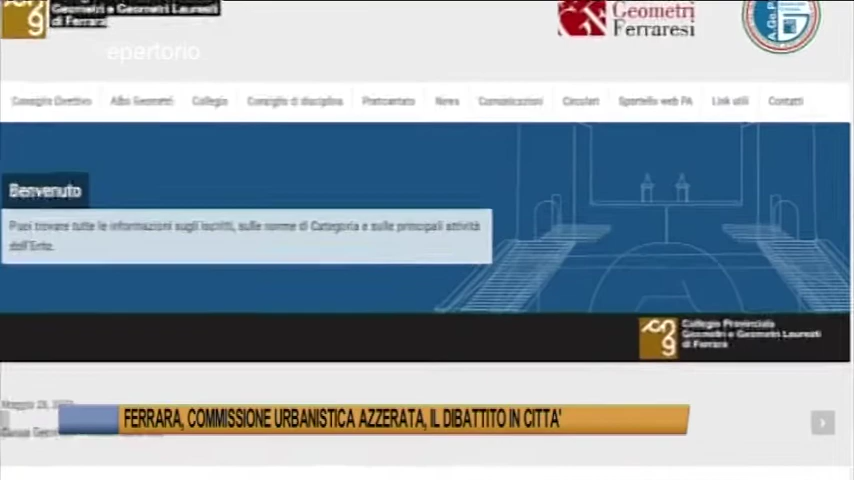 Geometri e Geometri Laureati
di Ferrara
Geometri
Ferraresi
epertorio
Consiglio Direttivo Albo Geometri Collegio Consiglio di disciplina Praticantato News Comunicazioni Circolari Sportello web PA Link utili Contatti
Benvenuto
Puoi trovare tutte le informazioni sugli iscritti, sulle norme di Categoria e sulle principali attività
dell'Ente.
Collegio Provinciale
Geometri e Geometri Laureati
di Ferrara
FERRARA, COMMISSIONE URBANISTICA AZZERATA, IL DIBATTITO IN CITTA'